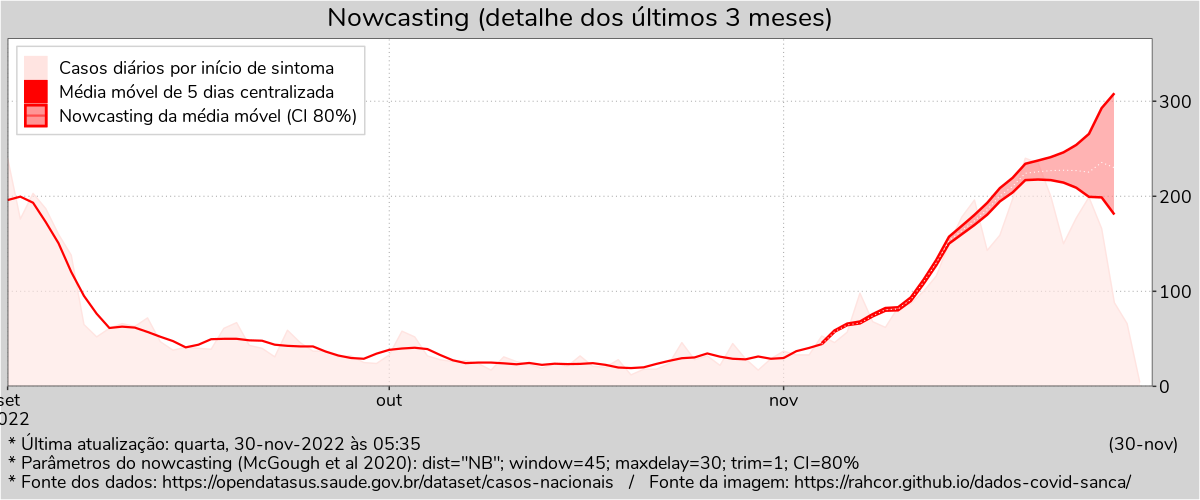 Nowcasting (detalhe dos últimos 3 meses)
Casos diários por início de sintoma
Média móvel de 5 dias centralizada
Nowcasting da média móvel (CI 80%)
300
200
100
0
set out nov
022
* Última atualização: quarta, 30-nov-2022 às 05:35 (30-nov)
* Parâmetros do nowcasting (McGough et al 2020): dist="NB"; window=45; maxdelay=30; trim=1; CI=80%
* Fonte dos dados: https://opendatasus.saude.gov.br/dataset/casos-nacionais / Fonte da imagem: https://rahcor.github.io/dados-covid-sanca/